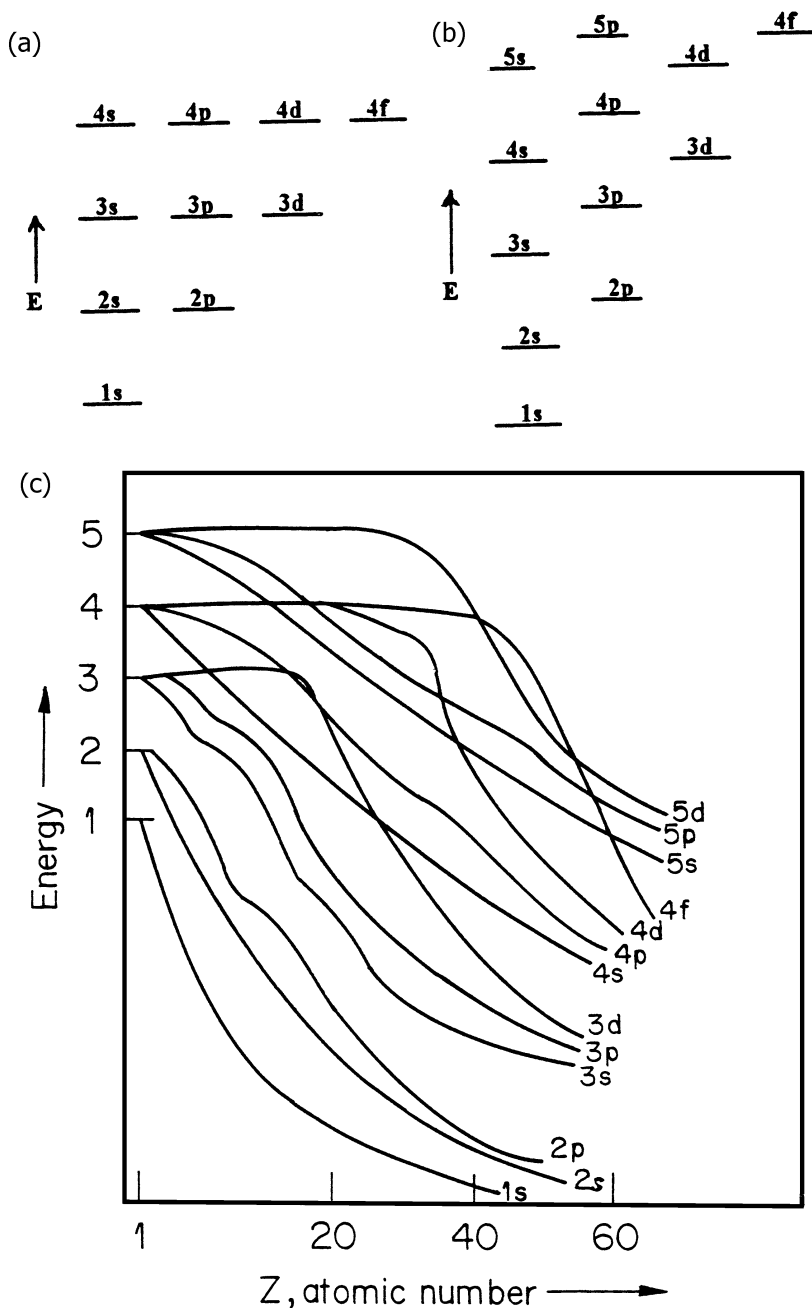 (a)
4s 4p 4d 4f
3s 3p 3d
E
2s 2p
1s
(b)
5p 4f
5s 4d
4p
4s 3d
3p
3s
E
2p
2s
1s
(c)
5
4
3
2
1
Energy
5d
5p
5s
4f
4d
4p
4s
3d
3p
3s
2p
2s
1s
1 20 40 60
Z, atomic number